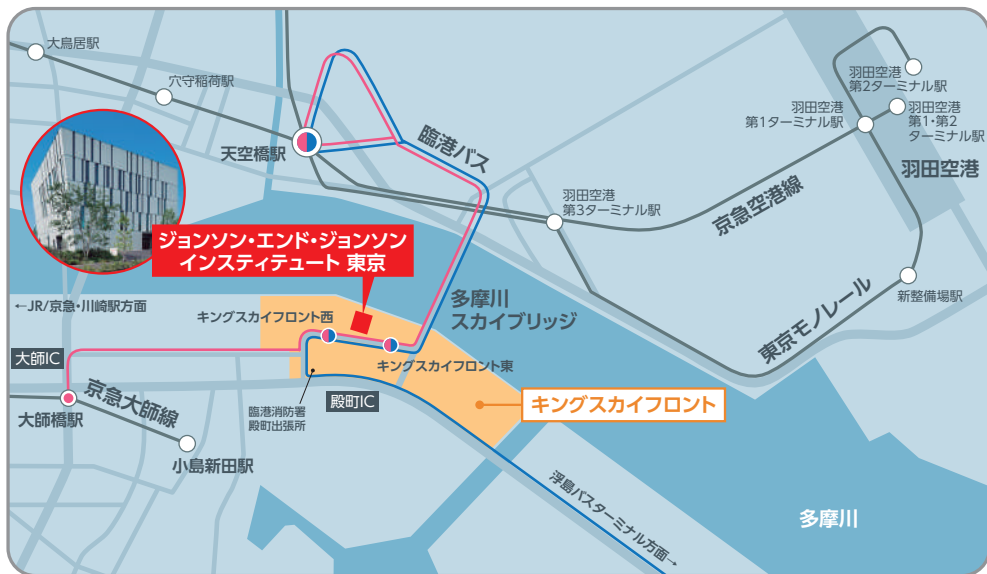 大鳥居駅
穴守稲荷駅
天空橋駅
臨港バス
羽田空港
第2ターミナル駅
羽田空港
第1ターミナル駅
羽田空港
第1・第2
ターミナル駅
羽田空港
羽田空港
第3ターミナル駅
京急空港線
ジョンソン・エンド・ジョンソン
インスティテュート 東京
←JR/京急・川崎駅方面
キングスカイフロント西
多摩川
スカイブリッジ
新整備場駅
東京モノレール
大師IC
キングスカイフロント東
京急大師線
大師橋駅
臨港消防署
殿町出張所
殿町IC
キングスカイフロント
小島新田駅
浮島バスターミナル方面→
多摩川